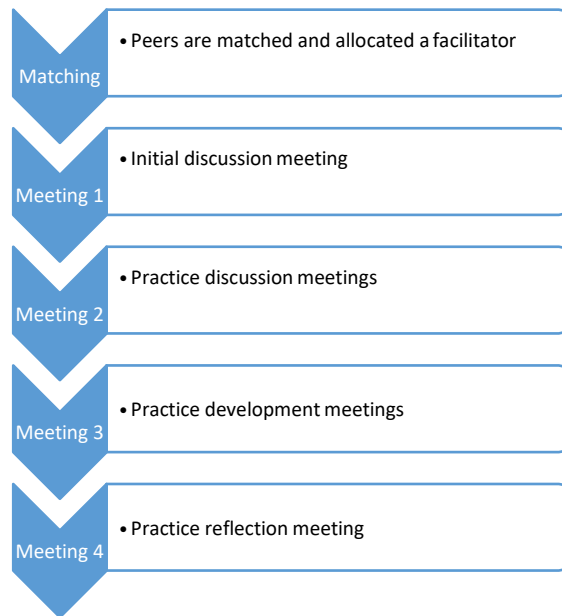 Matching
• Peers are matched and allocated a facilitator
Meeting 1
• Initial discussion meeting
Meeting 2
• Practice discussion meetings
Meeting 3
• Practice development meetings
Meeting 4
• Practice reflection meeting